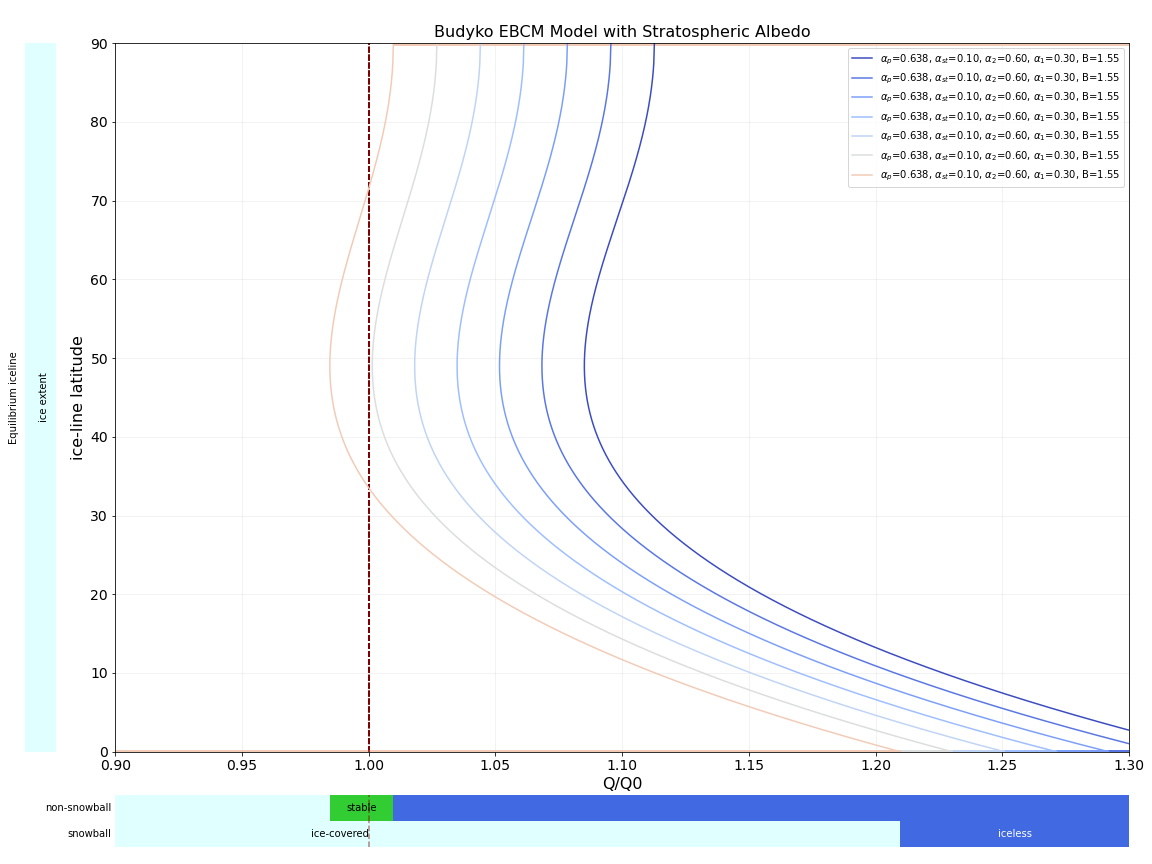 Budyko EBCM Model with Stratospheric Albedo
90
80
70
60
50
40
30
20
10
0
ice-line latitude
Equilibrium iceline
ice extent
αp=0.638, αst=0.10, α2=0.60, α1=0.30, B=1.55
αp=0.638, αst=0.10, α2=0.60, α1=0.30, B=1.55
αp=0.638, αst=0.10, α2=0.60, α1=0.30, B=1.55
αp=0.638, αst=0.10, α2=0.60, α1=0.30, B=1.55
αp=0.638, αst=0.10, α2=0.60, α1=0.30, B=1.55
αp=0.638, αst=0.10, α2=0.60, α1=0.30, B=1.55
αp=0.638, αst=0.10, α2=0.60, α1=0.30, B=1.55
0.90 0.95 1.00 1.05 1.10 1.15 1.20 1.25 1.30
Q/Q0
non-snowball stable
snowball ice-covered iceless